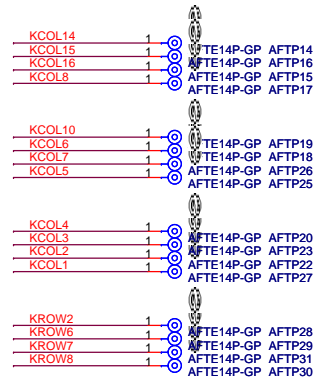 KCOL14 1 AFTE14P-GP AFTP14
KCOL15 1 AFTE14P-GP AFTP16
KCOL16 1 AFTE14P-GP AFTP15
KCOL8 1 AFTE14P-GP AFTP17
KCOL10 1 AFTE14P-GP AFTP19
KCOL6 1 AFTE14P-GP AFTP18
KCOL7 1 AFTE14P-GP AFTP26
KCOL5 1 AFTE14P-GP AFTP25
KCOL4 1 AFTE14P-GP AFTP20
KCOL3 1 AFTE14P-GP AFTP23
KCOL2 1 AFTE14P-GP AFTP22
KCOL1 1 AFTE14P-GP AFTP27
KROW2 1 AFTE14P-GP AFTP28
KROW6 1 AFTE14P-GP AFTP29
KROW7 1 AFTE14P-GP AFTP31
KROW8 1 AFTE14P-GP AFTP30